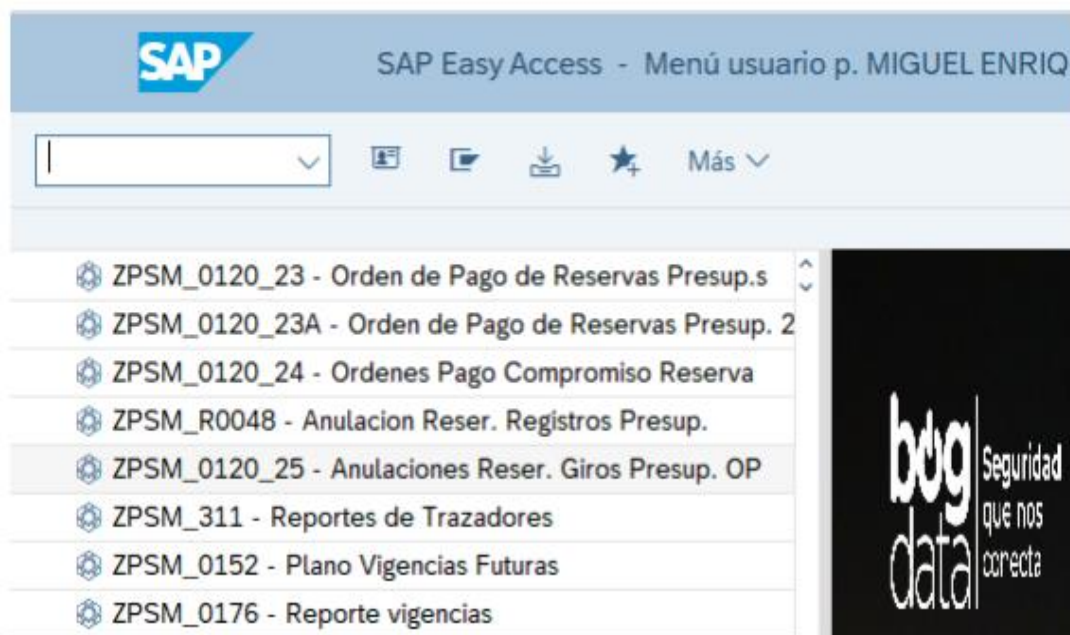 SAP
SAP Easy Access - Menú usuario p. MIGUEL ENRIQ
Más
ZPSM_0120_23 - Orden de Pago de Reservas Presup.s
ZPSM_0120_23A - Orden de Pago de Reservas Presup. 2
ZPSM_0120_24 - Ordenes Pago Compromiso Reserva
ZPSM_R0048 - Anulacion Reser. Registros Presup.
ZPSM_0120_25 - Anulaciones Reser. Giros Presup. OP
ZPSM_311 - Reportes de Trazadores
ZPSM_0152 - Plano Vigencias Futuras
ZPSM_0176 - Reporte vigencias
bog
data
Seguridad
que nos
conecta